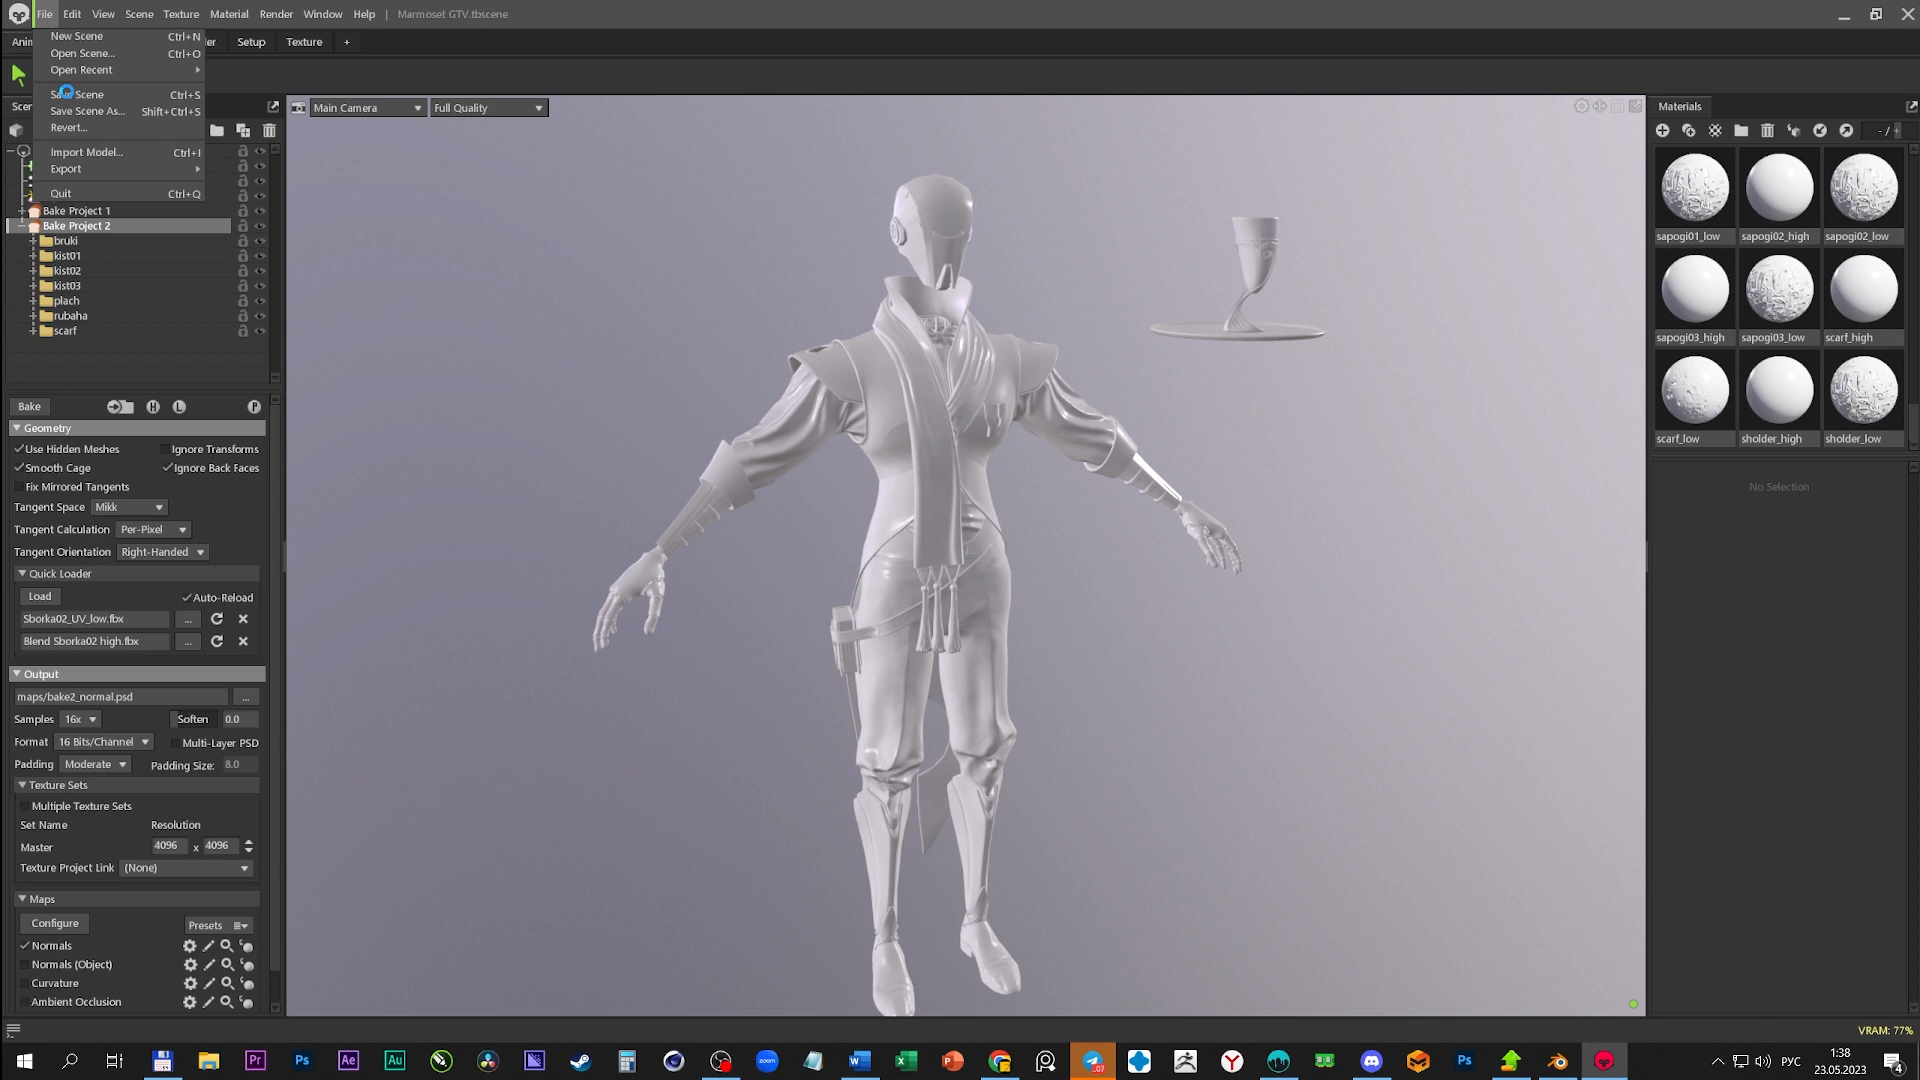 File Edit View Scene Texture Material Render Window Help Marmoset GTV.tbscene
Setup Texture +
New Scene Ctrl+N
Open Scene... Ctrl+O
Open Recent
Save Scene Ctrl+S
Save Scene As... Shift+Ctrl+S
Revert...
Import Model... Ctrl+I
Export
Quit Ctrl+Q
Bake Project 1
Bake Project 2
bruki
kist01
kist02
kist03
plach
rubaha
scarf
Bake H L P
Geometry
Use Hidden Meshes Ignore Transforms
Smooth Cage Ignore Back Faces
Fix Mirrored Tangents
Tangent Space Mikk
Tangent Calculation Per-Pixel
Tangent Orientation Right-Handed
Quick Loader
Load Auto-Reload
Sborka02_UV_low.fbx ...
Blend Sborka02 high.fbx ...
Output
maps/bake2_normal.psd ...
Samples 16x Soften 0.0
Format 16 Bits/Channel Multi-Layer PSD
Padding Moderate Padding Size: 8.0
Texture Sets
Multiple Texture Sets
Set Name Resolution
Master 4096 x 4096
Texture Project Link (None)
Maps
Configure Presets
Normals
Normals (Object)
Curvature
Ambient Occlusion
Main Camera Full Quality
Materials
- / +
sapogi01_low sapogi02_high sapogi02_low
sapogi03_high sapogi03_low scarf_high
scarf_low sholder_high sholder_low
No Selection
VRAM: 77%
Pr Ps Ae Au zoom Ps
РУС
1:38
23.05.2023
4